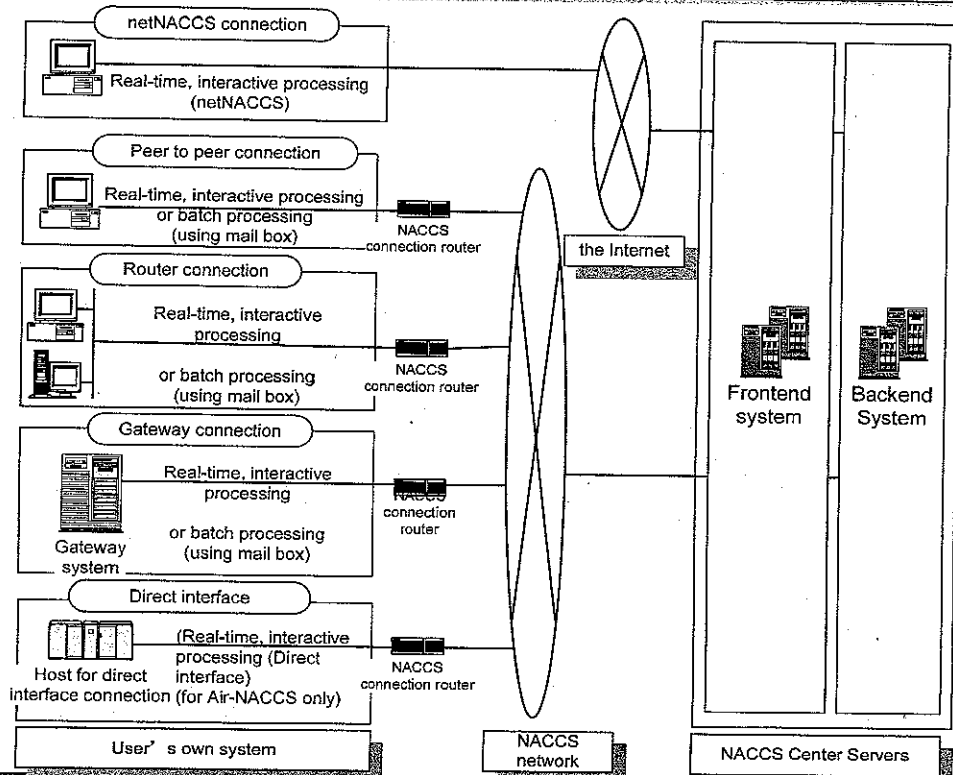 netNACCS connection
Real-time, interactive processing
(netNACCS)
Peer to peer connection
Real-time, interactive processing
or batch processing
(using mail box)
NACCS
connection router
the Internet
Router connection
Real-time, interactive
processing
or batch processing
(using mail box)
NACCS
connection router
Frontend
system
Backend
System
Gateway connection
Real-time, interactive
processing
or batch processing
(using mail box)
Gateway
system
NACCS
connection
router
Direct interface
(Real-time, interactive
processing (Direct
interface)
(for Air-NACCS only)
Host for direct
interface connection
NACCS
connection router
User's own system
NACCS
network
NACCS Center Servers